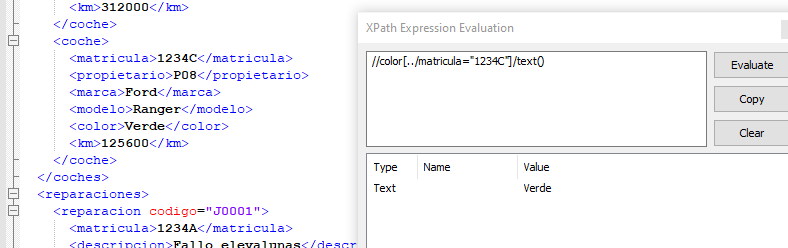 <km>312000</km>
</coche>
<coche>
<matricula>1234C</matricula>
<propietario>P08</propietario>
<marca>Ford</marca>
<modelo>Ranger</modelo>
<color>Verde</color>
<km>125600</km>
</coche>
</coches>
<reparaciones>
<reparacion codigo="J0001">
<matricula>1234A</matricula>
<descripcion>Fallo elevalunas</descr
XPath Expression Evaluation
//color[../matricula="1234C"]/text()
Evaluate
Copy
Clear
Type Name Value
Text Verde